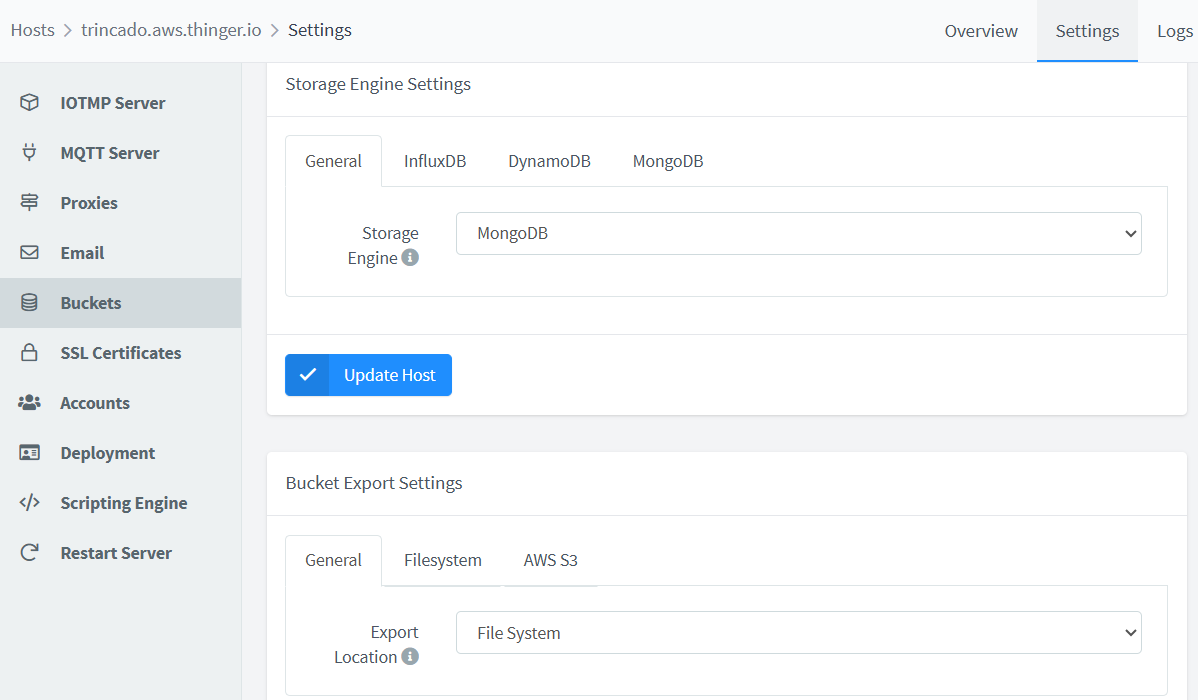 Hosts > trincado.aws.thinger.io > Settings
Overview Settings Logs
IOTMP Server
MQTT Server
Proxies
Email
Buckets
SSL Certificates
Accounts
Deployment
Scripting Engine
Restart Server
Storage Engine Settings
General InfluxDB DynamoDB MongoDB
Storage
Engine
MongoDB
Update Host
Bucket Export Settings
General Filesystem AWS S3
Export
Location
File System